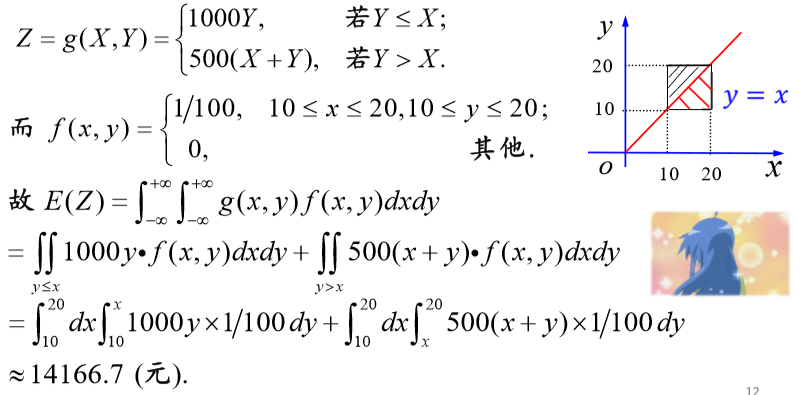 Z = g(X,Y) = { 1000Y, 若Y ≤ X;
500(X + Y), 若Y > X.
而 f(x, y) = { 1/100, 10 ≤ x ≤ 20,10 ≤ y ≤ 20;
0, 其他.
故 E(Z) = ∫_{-∞}^{+∞} ∫_{-∞}^{+∞} g(x,y) f(x, y)dxdy
= ∬_{y≤x} 1000y•f(x, y)dxdy + ∬_{y>x} 500(x + y)•f(x, y)dxdy
= ∫_{10}^{20} dx ∫_{10}^{x} 1000y × 1/100 dy + ∫_{10}^{20} dx ∫_{x}^{20} 500(x + y) × 1/100 dy
≈ 14166.7 (元).
y
20
10
y = x
o
10 20 x
12